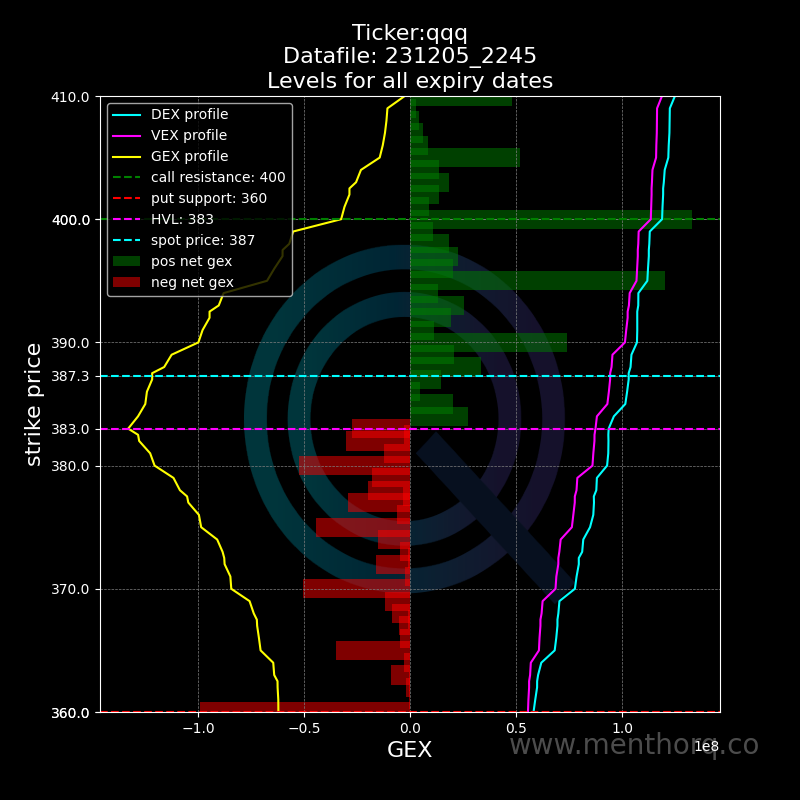 Ticker:qqq
Datafile: 231205_2245
Levels for all expiry dates
410.0
400.0
390.0
387.3
383.0
380.0
370.0
360.0
strike price
DEX profile
VEX profile
GEX profile
call resistance: 400
put support: 360
HVL: 383
spot price: 387
pos net gex
neg net gex
−1.0 −0.5 0.0 0.5 1.0
1e8
GEX
www.menthorq.co